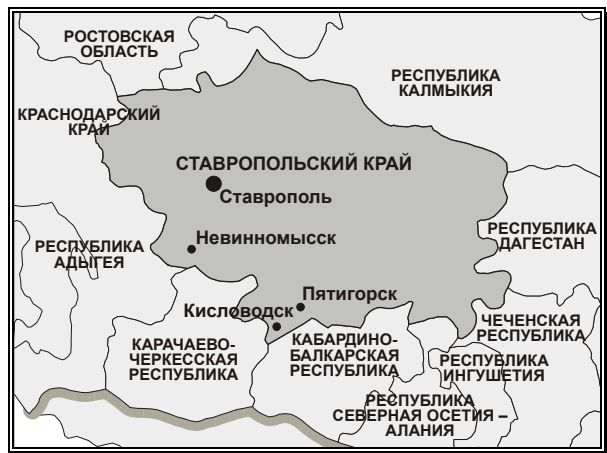 РОСТОВСКАЯ
ОБЛАСТЬ
РЕСПУБЛИКА
КАЛМЫКИЯ
КРАСНОДАРСКИЙ
КРАЙ
СТАВРОПОЛЬСКИЙ КРАЙ
Ставрополь
Невинномысск
РЕСПУБЛИКА
АДЫГЕЯ
РЕСПУБЛИКА
ДАГЕСТАН
Пятигорск
Кисловодск
ЧЕЧЕНСКАЯ
РЕСПУБЛИКА
КАРАЧАЕВО-
ЧЕРКЕССКАЯ
РЕСПУБЛИКА
КАБАРДИНО-
БАЛКАРСКАЯ
РЕСПУБЛИКА
РЕСПУБЛИКА
ИНГУШЕТИЯ
РЕСПУБЛИКА
СЕВЕРНАЯ ОСЕТИЯ –
АЛАНИЯ